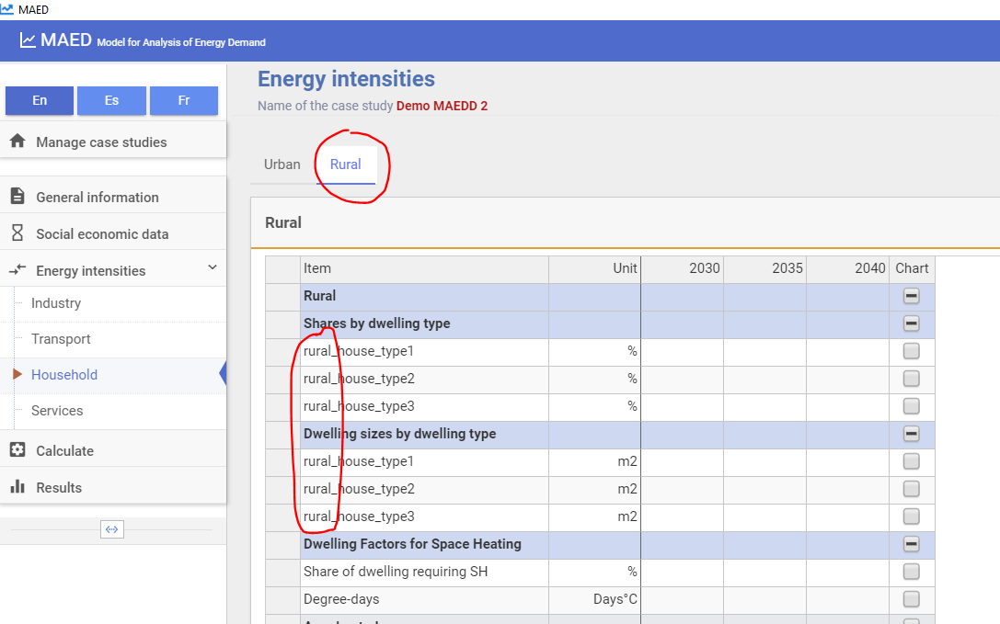 MAED
MAED Model for Analysis of Energy Demand
En Es Fr
Manage case studies
General information
Social economic data
Energy intensities
Industry
Transport
Household
Services
Calculate
Results
Energy intensities
Name of the case study Demo MAEDD 2
Urban Rural
Rural
Item Unit 2030 2035 2040 Chart
Rural
Shares by dwelling type
rural_house_type1 %
rural_house_type2 %
rural_house_type3 %
Dwelling sizes by dwelling type
rural_house_type1 m2
rural_house_type2 m2
rural_house_type3 m2
Dwelling Factors for Space Heating
Share of dwelling requiring SH %
Degree-days Days°C